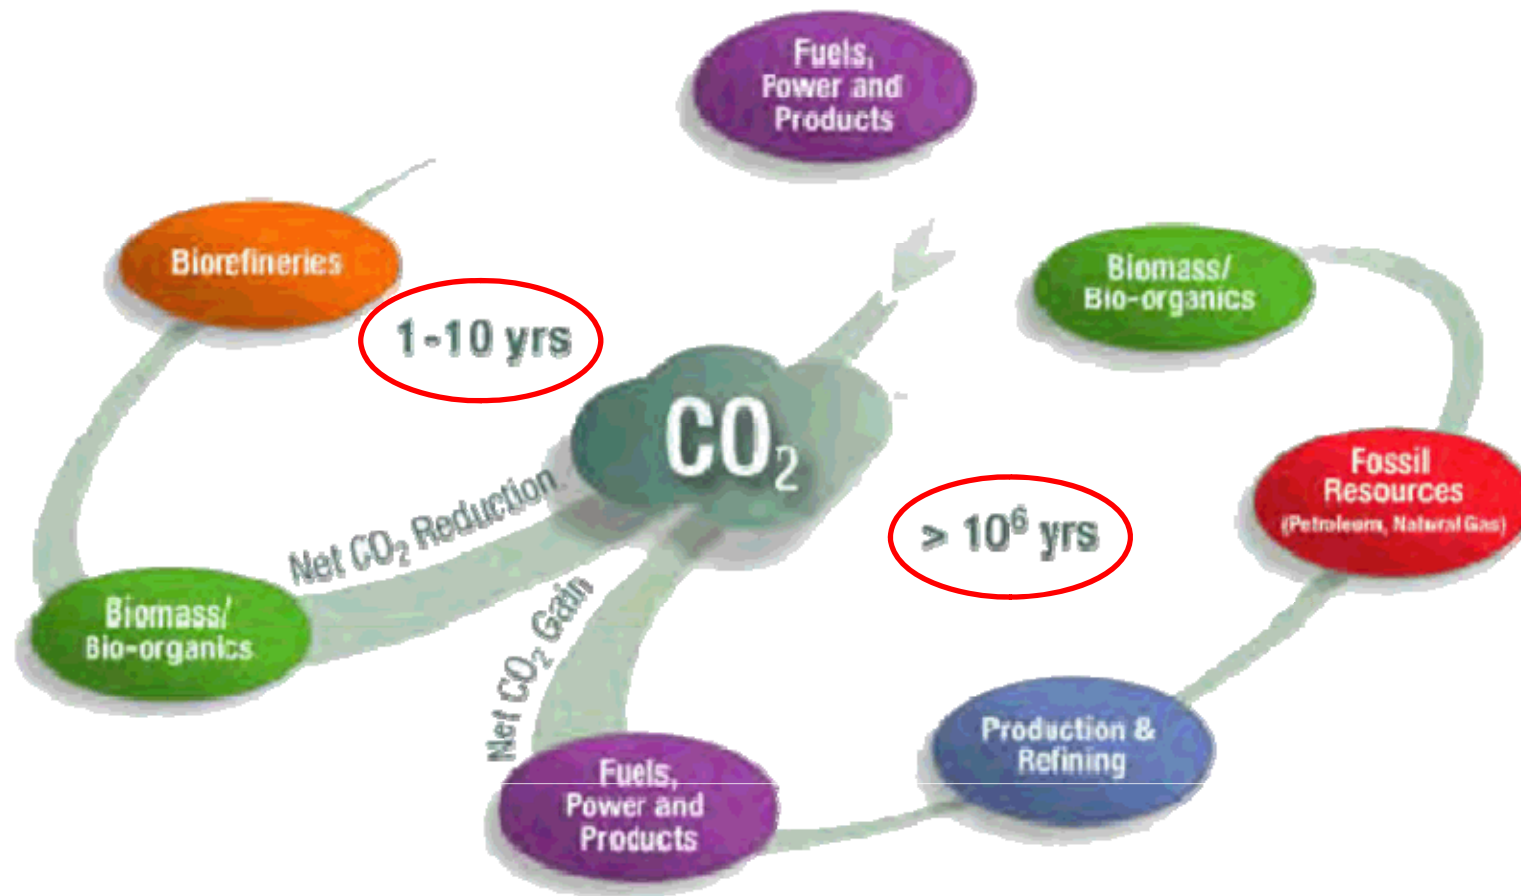 Fuels,
Power and
Products
Biorefineries
1-10 yrs
Biomass/
Bio-organics
CO₂
Fossil
Resources
(Petroleum, Natural Gas)
> 10⁶ yrs
Net CO₂ Reduction
Biomass/
Bio-organics
Net CO₂ Gain
Production &
Refining
Fuels,
Power and
Products